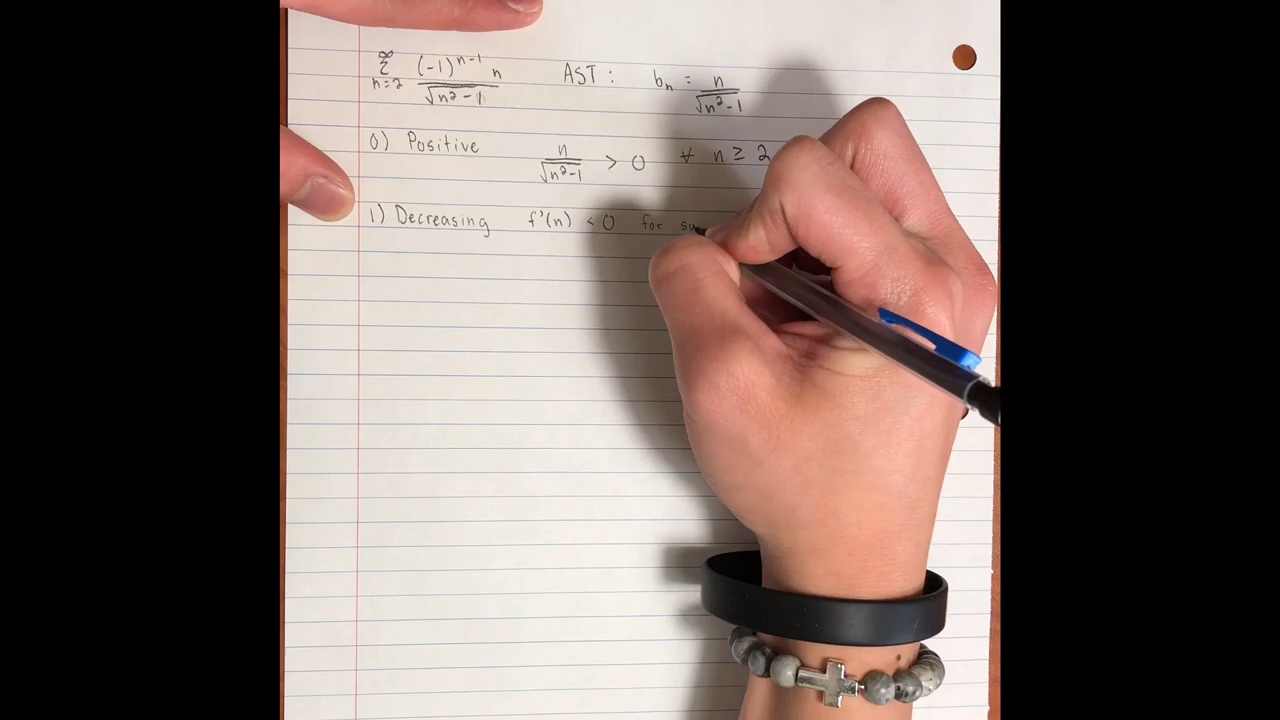 ∞ Σ n=2 (-1)^{n-1} n / √(n²-1) AST : b_n = n / √(n²-1)
0) Positive n / √(n²-1) > 0 ∀ n ≥ 2
1) Decreasing f'(n) < 0 for